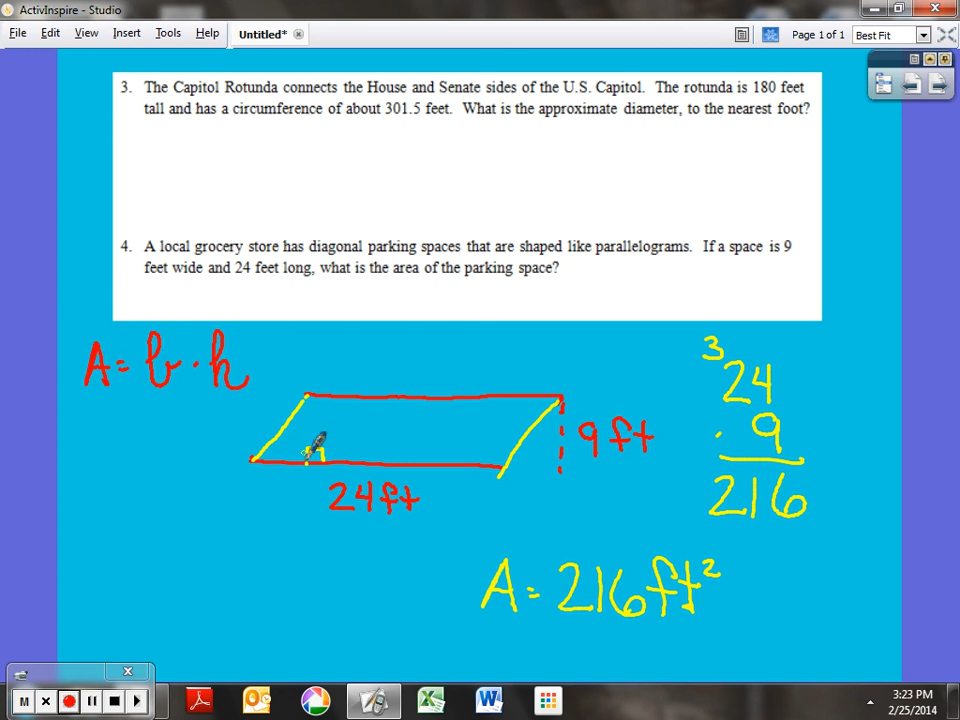 ActivInspire - Studio
File Edit View Insert Tools Help Untitled* Page 1 of 1 Best Fit
3. The Capitol Rotunda connects the House and Senate sides of the U.S. Capitol. The rotunda is 180 feet
tall and has a circumference of about 301.5 feet. What is the approximate diameter, to the nearest foot?
4. A local grocery store has diagonal parking spaces that are shaped like parallelograms. If a space is 9
feet wide and 24 feet long, what is the area of the parking space?
A = b · h
9 ft
24 ft
3
24
· 9
216
A = 216 ft²
M
3:23 PM
2/25/2014